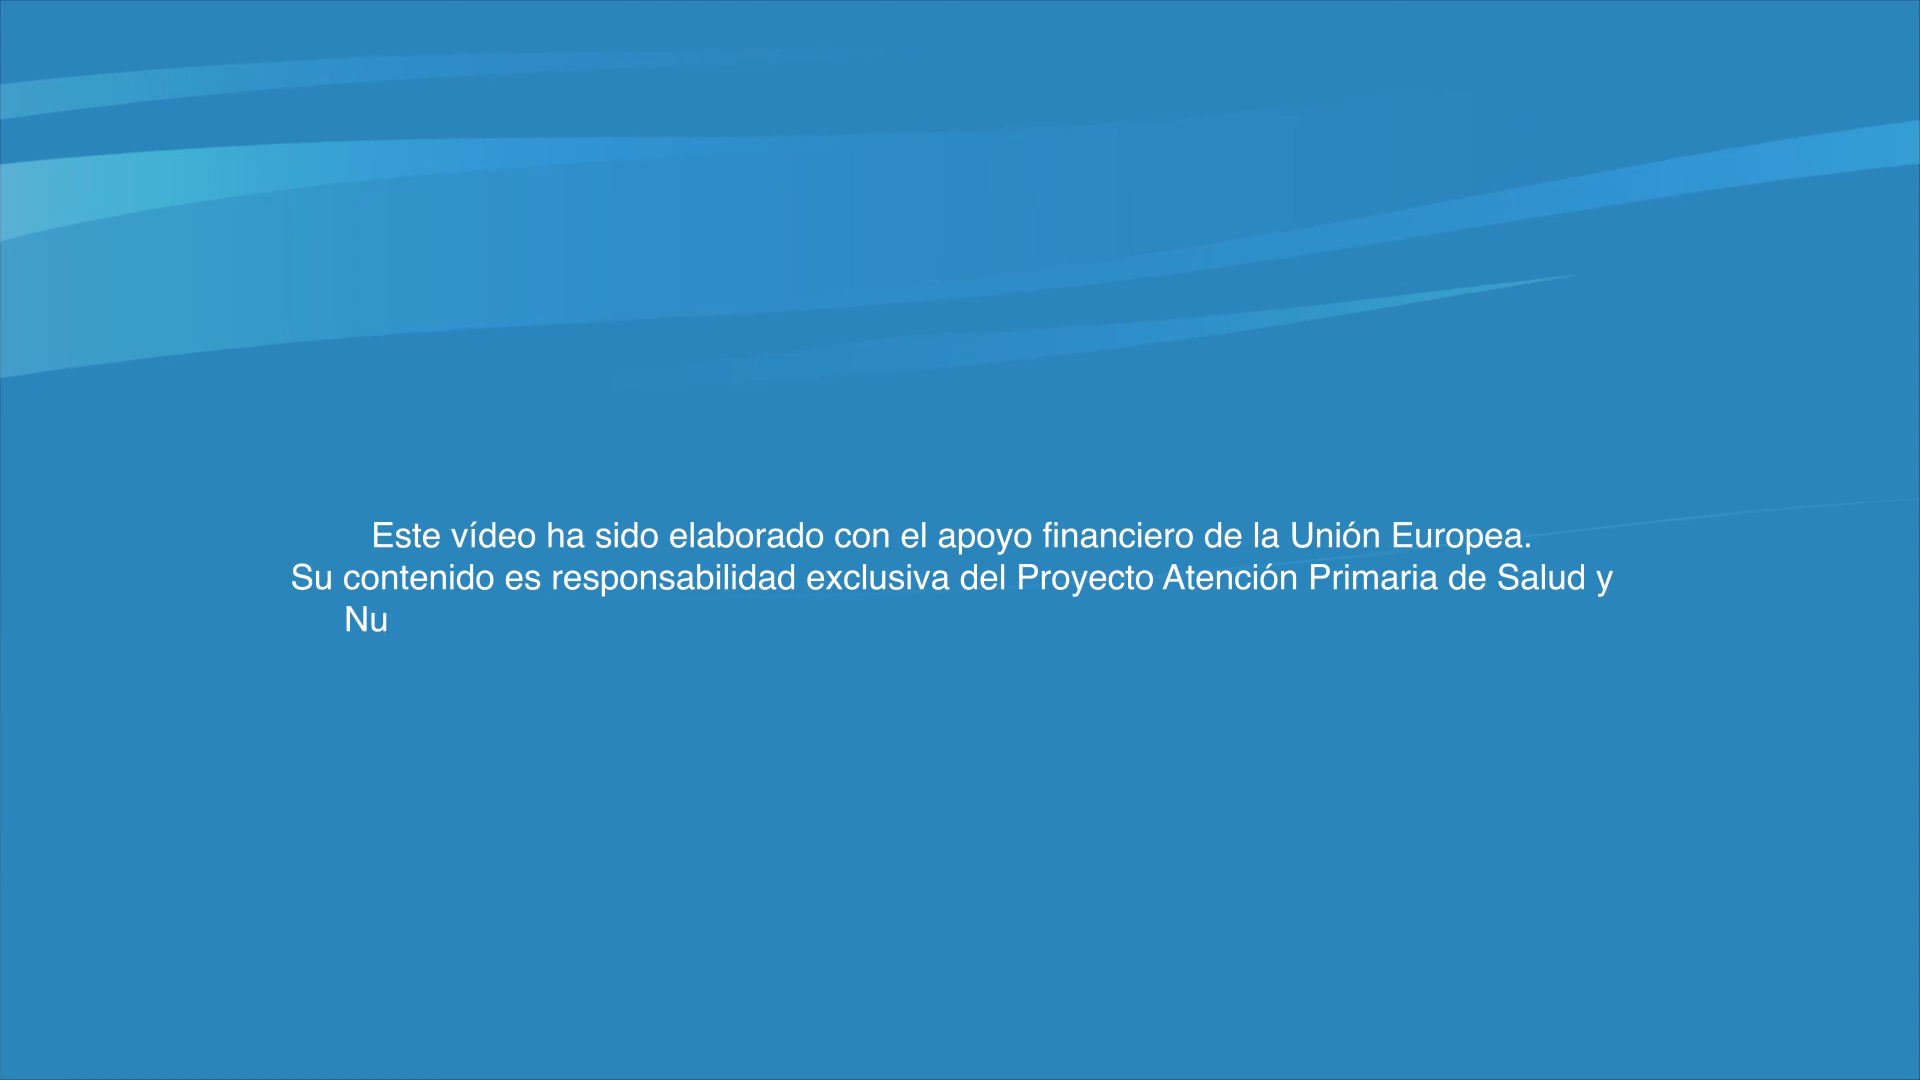 Este vídeo ha sido elaborado con el apoyo financiero de la Unión Europea.
Su contenido es responsabilidad exclusiva del Proyecto Atención Primaria de Salud y
Nu